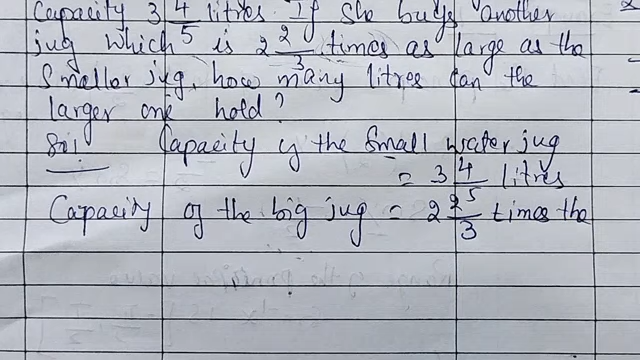 Capacity 3 4/5 litres. If she buys another
jug which is 2 2/3 times as large as the
smaller jug, how many litres can the
larger one hold?
Sol Capacity of the small water jug
= 3 4/5 litres
Capacity of the big jug = 2 2/3 times the